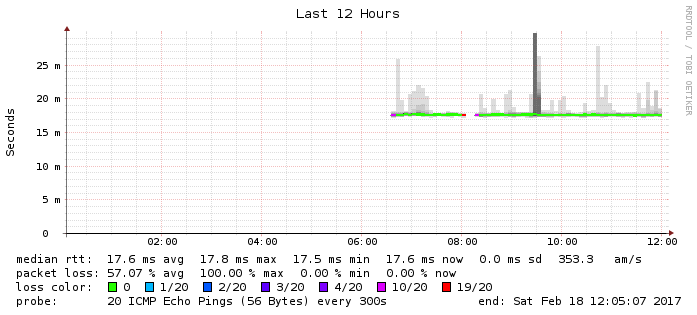 Last 12 Hours
RRDTOOL / TOBI OETIKER
Seconds
25 m
20 m
15 m
10 m
5 m
0
02:00 04:00 06:00 08:00 10:00 12:00
median rtt: 17.6 ms avg 17.8 ms max 17.5 ms min 17.6 ms now 0.0 ms sd 353.3 am/s
packet loss: 57.07 % avg 100.00 % max 0.00 % min 0.00 % now
loss color: 0 1/20 2/20 3/20 4/20 10/20 19/20
probe: 20 ICMP Echo Pings (56 Bytes) every 300s end: Sat Feb 18 12:05:07 2017